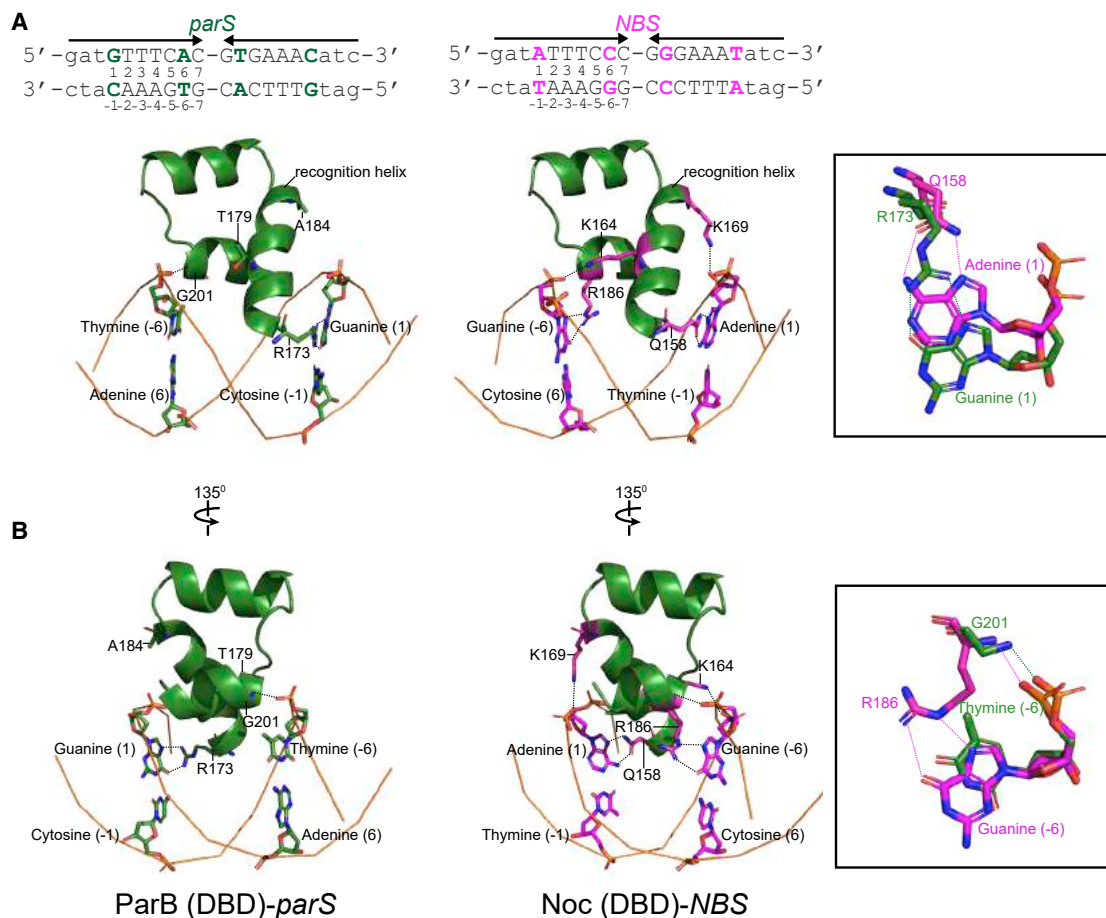 A
parS
5’-gatGTTTCAC-GTGAAACatc-3’
1 2 3 4 5 6 7
3’-ctaCAAAGTG-CACTTTGtag-5’
-1-2-3-4-5-6-7
NBS
5’-gatATTTCCC-GGGAAATatc-3’
1 2 3 4 5 6 7
3’-ctaTAAAGGG-CCCTTTAtag-5’
-1-2-3-4-5-6-7
recognition helix
T179
A184
G201
Thymine (-6)
Guanine (1)
R173
Adenine (6)
Cytosine (-1)
recognition helix
K164
K169
R186
Guanine (-6)
Adenine (1)
Q158
Cytosine (6)
Thymine (-1)
Q158
R173
Adenine (1)
Guanine (1)
135⁰
135⁰
B
A184
T179
G201
Guanine (1)
Thymine (-6)
R173
Cytosine (-1)
Adenine (6)
ParB (DBD)-parS
K169
K164
R186
Adenine (1)
Guanine (-6)
Q158
Thymine (-1)
Cytosine (6)
Noc (DBD)-NBS
G201
R186
Thymine (-6)
Guanine (-6)